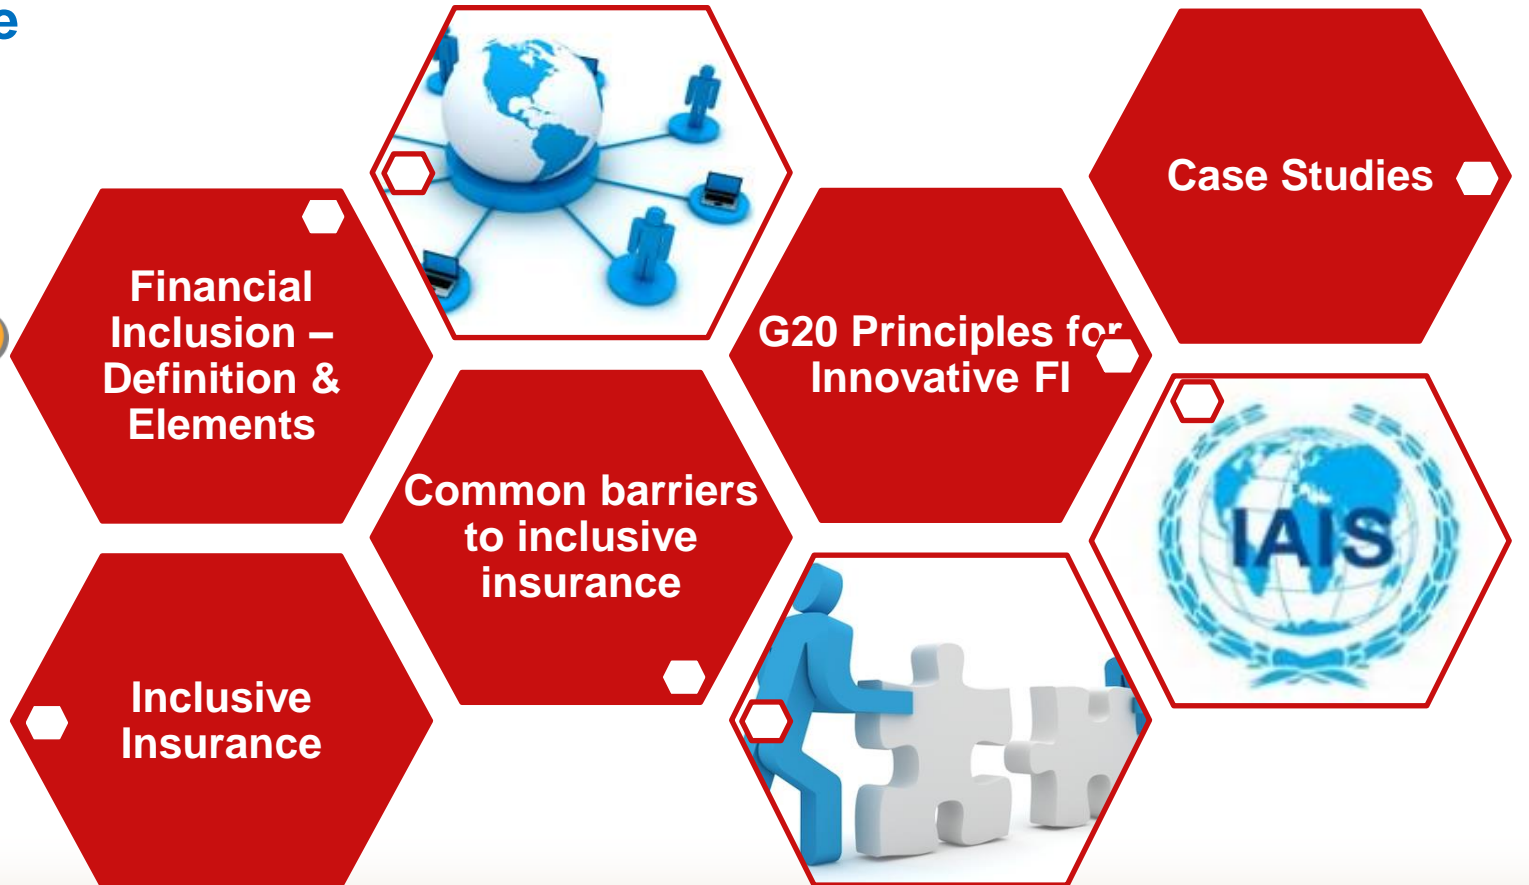 e
Financial
Inclusion –
Definition &
Elements
Inclusive
Insurance
Common barriers
to inclusive
insurance
G20 Principles for
Innovative FI
Case Studies
IAIS